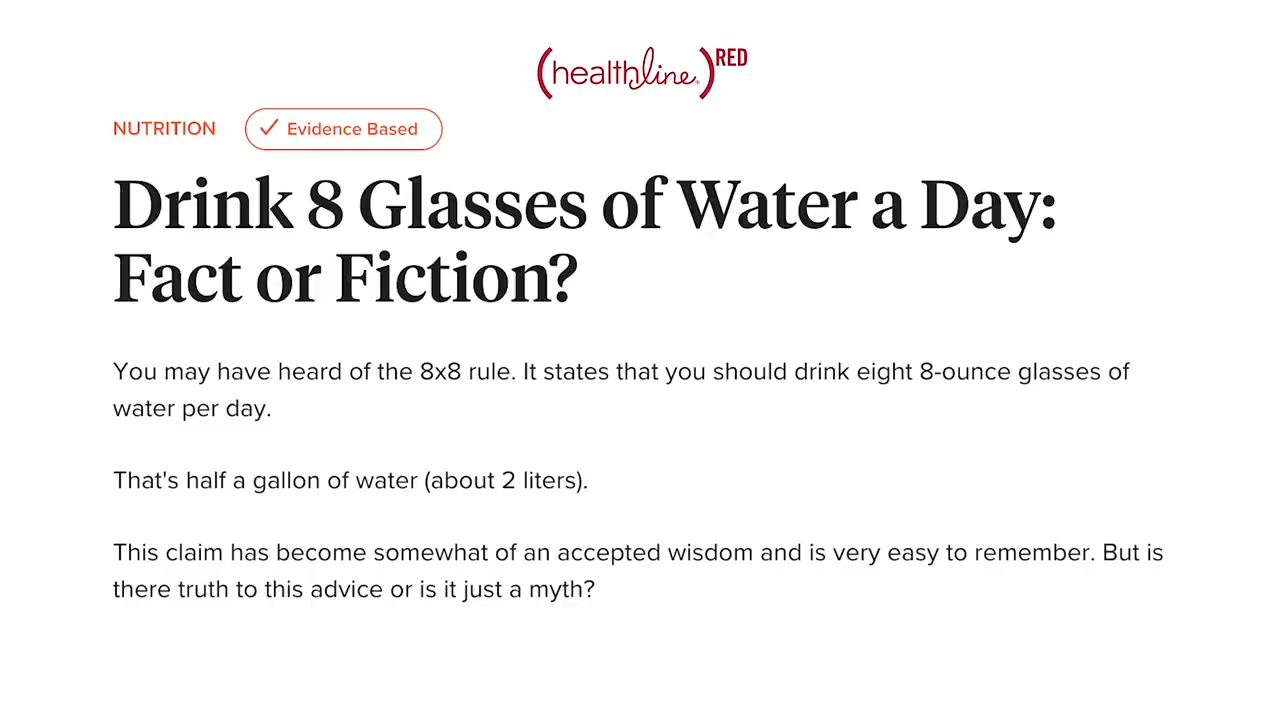 (healthline.)RED
NUTRITION
Evidence Based
Drink 8 Glasses of Water a Day:
Fact or Fiction?
You may have heard of the 8x8 rule. It states that you should drink eight 8-ounce glasses of
water per day.
That's half a gallon of water (about 2 liters).
This claim has become somewhat of an accepted wisdom and is very easy to remember. But is
there truth to this advice or is it just a myth?